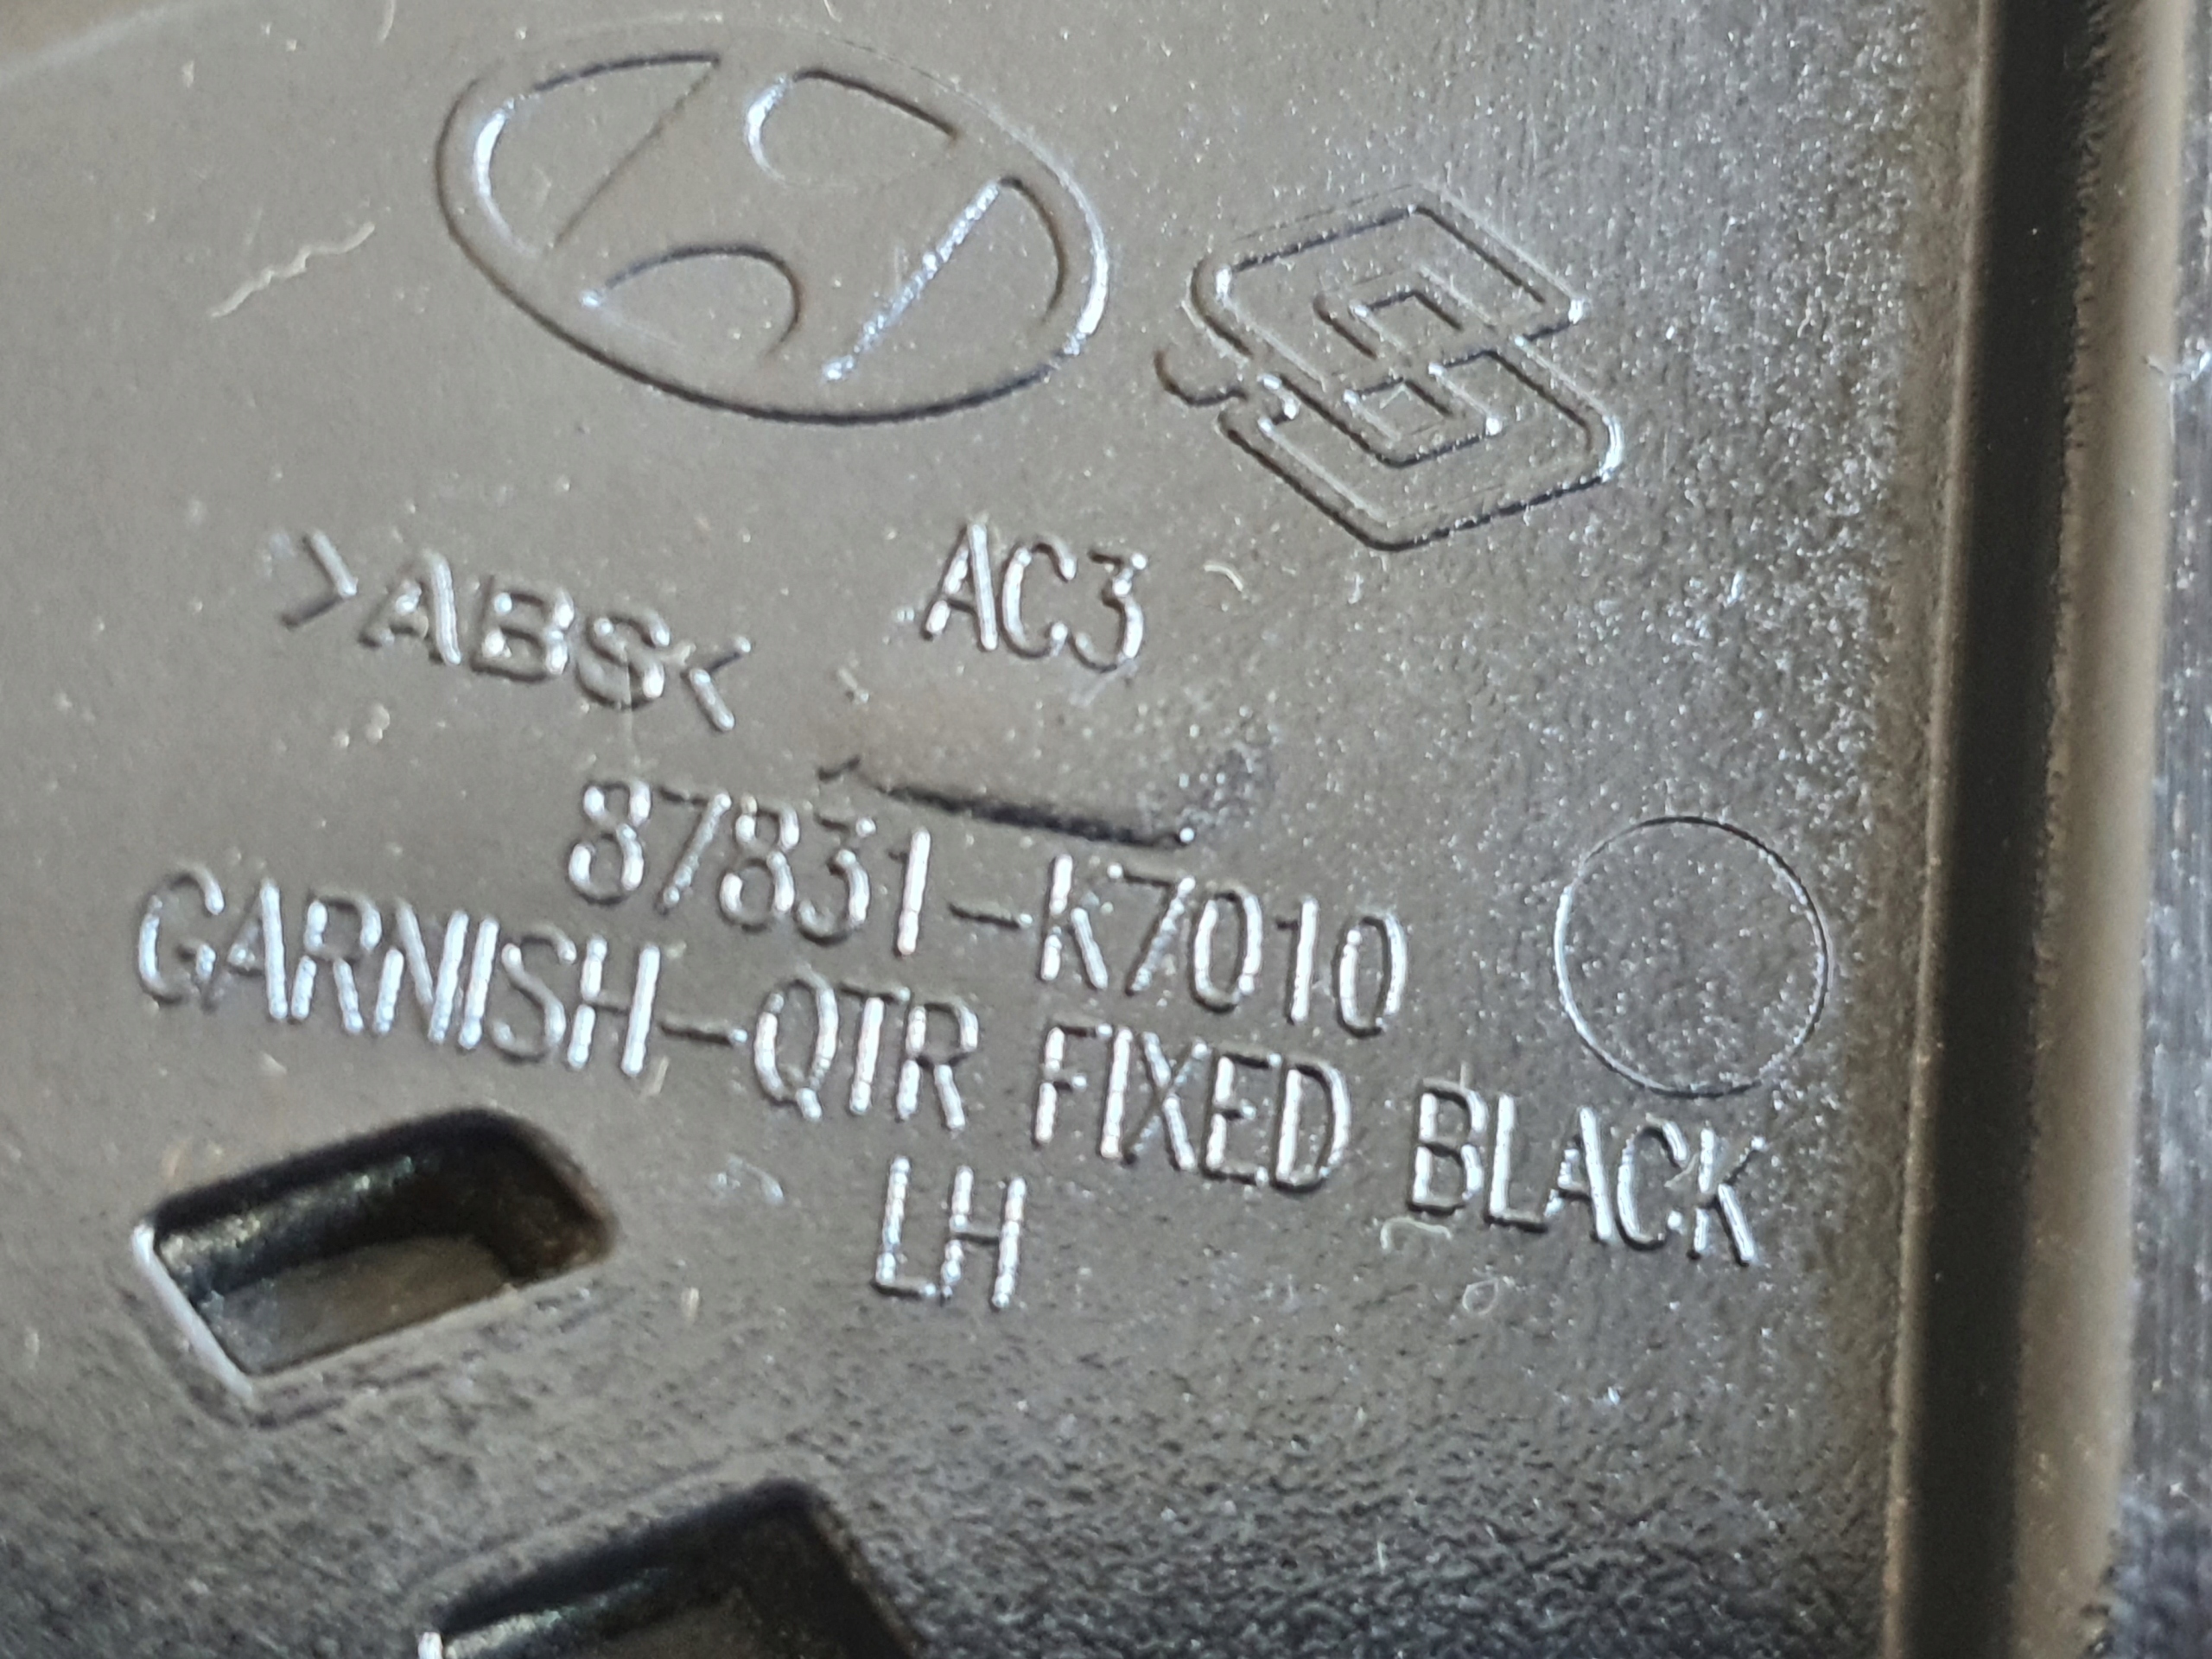 >ABS< AC3
87831-K7010
GARNISH-QTR FIXED BLACK
LH